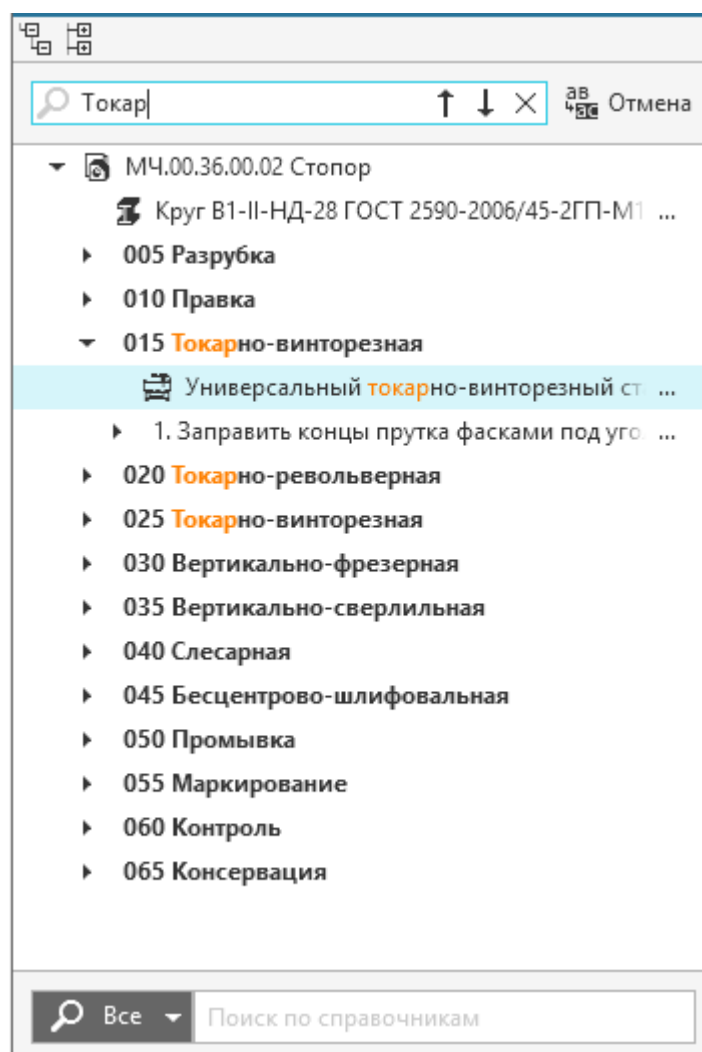 Токар
Отмена
МЧ.00.36.00.02 Стопор
Круг В1-II-НД-28 ГОСТ 2590-2006/45-2ГП-М1 ...
005 Разрубка
010 Правка
015 Токарно-винторезная
Универсальный токарно-винторезный ст ...
1. Заправить концы прутка фасками под уго ...
020 Токарно-револьверная
025 Токарно-винторезная
030 Вертикально-фрезерная
035 Вертикально-сверлильная
040 Слесарная
045 Бесцентрово-шлифовальная
050 Промывка
055 Маркирование
060 Контроль
065 Консервация
Все
Поиск по справочникам